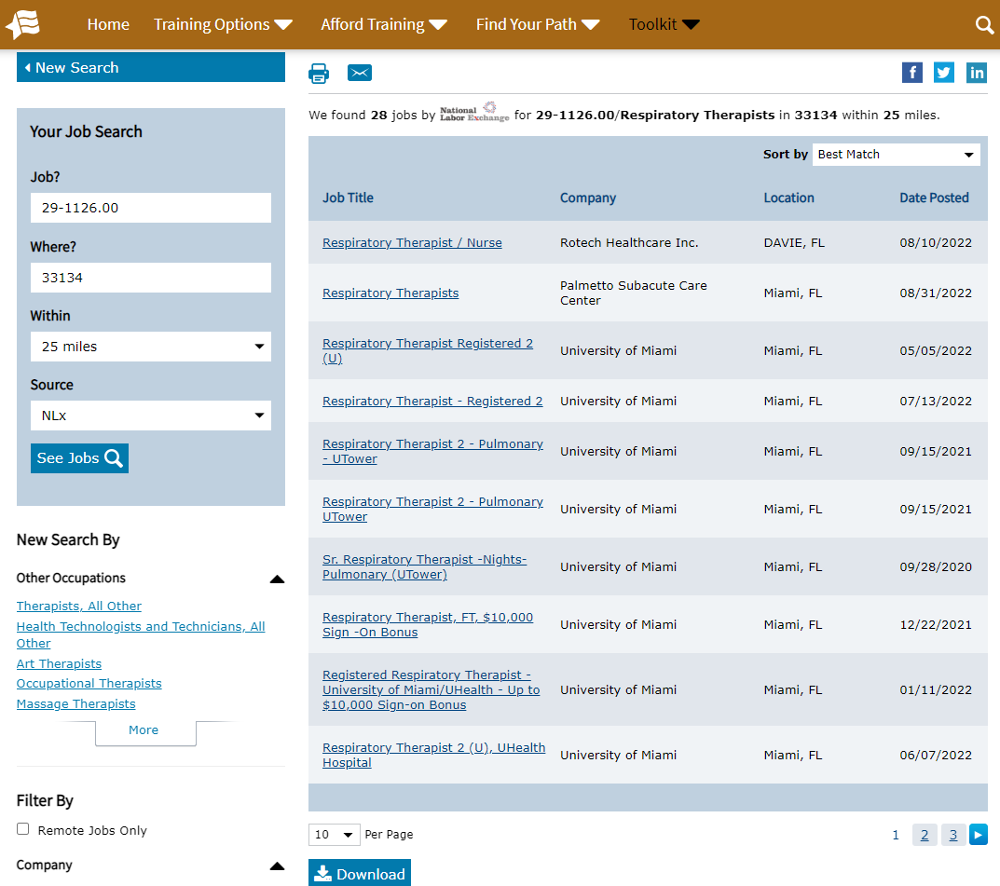 Home Training Options Afford Training Find Your Path Toolkit
New Search
f in
We found 28 jobs by National Labor Exchange for 29-1126.00/Respiratory Therapists in 33134 within 25 miles.
Your Job Search
Job?
29-1126.00
Where?
33134
Within
25 miles
Source
NLx
See Jobs
New Search By
Other Occupations
Therapists, All Other
Health Technologists and Technicians, All
Other
Art Therapists
Occupational Therapists
Massage Therapists
More
Filter By
Remote Jobs Only
Company
Sort by Best Match
Job Title Company Location Date Posted
Respiratory Therapist / Nurse Rotech Healthcare Inc. DAVIE, FL 08/10/2022
Respiratory Therapists Palmetto Subacute Care
Center Miami, FL 08/31/2022
Respiratory Therapist Registered 2
(U) University of Miami Miami, FL 05/05/2022
Respiratory Therapist - Registered 2 University of Miami Miami, FL 07/13/2022
Respiratory Therapist 2 - Pulmonary
- UTower University of Miami Miami, FL 09/15/2021
Respiratory Therapist 2 - Pulmonary
UTower University of Miami Miami, FL 09/15/2021
Sr. Respiratory Therapist -Nights-
Pulmonary (UTower) University of Miami Miami, FL 09/28/2020
Respiratory Therapist, FT, $10,000
Sign -On Bonus University of Miami Miami, FL 12/22/2021
Registered Respiratory Therapist -
University of Miami/UHealth - Up to
$10,000 Sign-on Bonus University of Miami Miami, FL 01/11/2022
Respiratory Therapist 2 (U), UHealth
Hospital University of Miami Miami, FL 06/07/2022
10 Per Page 1 2 3
Download